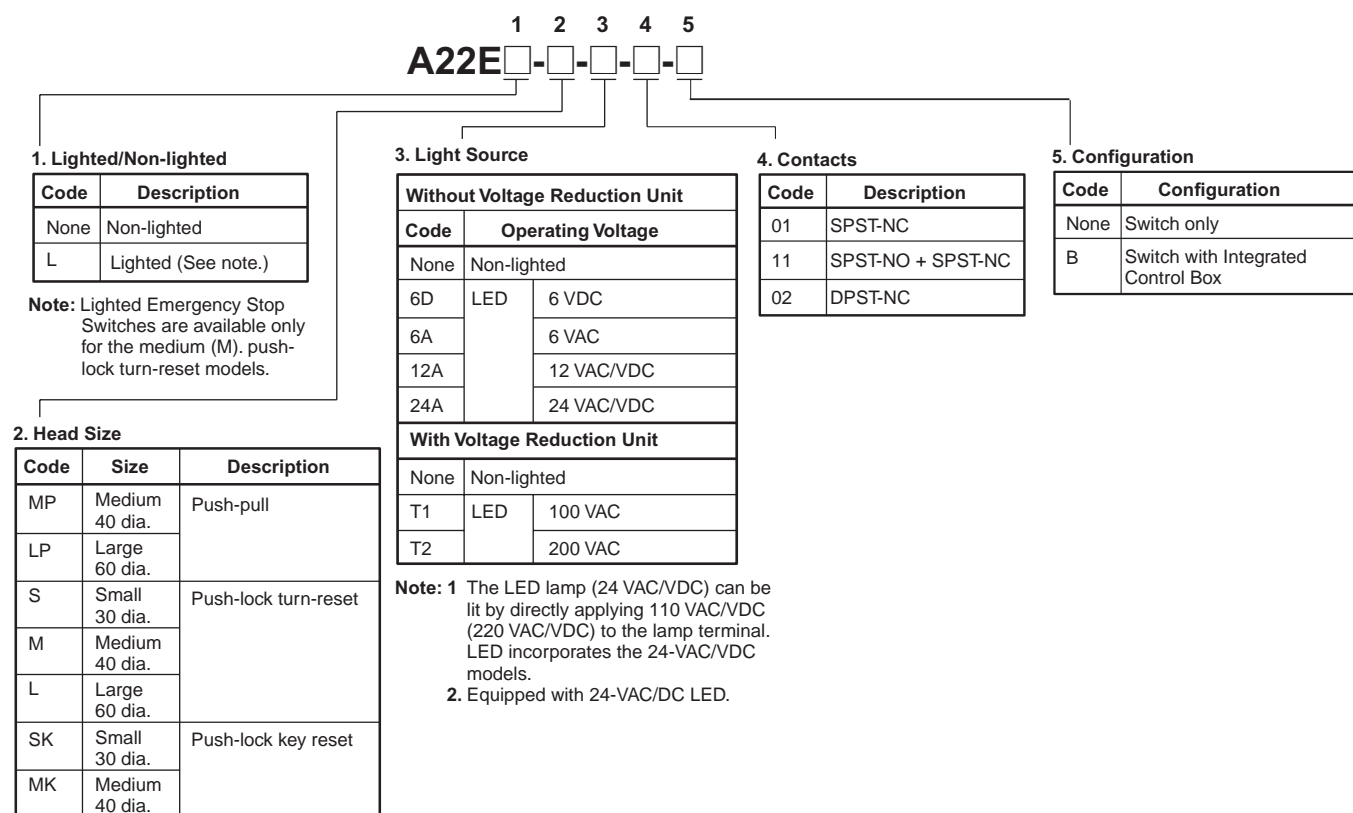 1 2 3 4 5
A22E□-□-□-□-□
1. Lighted/Non-lighted
Code Description
None Non-lighted
L Lighted (See note.)
Note: Lighted Emergency Stop
Switches are available only
for the medium (M). push-
lock turn-reset models.
2. Head Size
Code Size Description
MP Medium 40 dia. Push-pull
LP Large 60 dia.
S Small 30 dia. Push-lock turn-reset
M Medium 40 dia.
L Large 60 dia.
SK Small 30 dia. Push-lock key reset
MK Medium 40 dia.
3. Light Source
Without Voltage Reduction Unit
Code Operating Voltage
None Non-lighted
6D LED 6 VDC
6A 6 VAC
12A 12 VAC/VDC
24A 24 VAC/VDC
With Voltage Reduction Unit
None Non-lighted
T1 LED 100 VAC
T2 200 VAC
Note: 1 The LED lamp (24 VAC/VDC) can be
lit by directly applying 110 VAC/VDC
(220 VAC/VDC) to the lamp terminal.
LED incorporates the 24-VAC/VDC
models.
2. Equipped with 24-VAC/DC LED.
4. Contacts
Code Description
01 SPST-NC
11 SPST-NO + SPST-NC
02 DPST-NC
5. Configuration
Code Configuration
None Switch only
B Switch with Integrated
Control Box